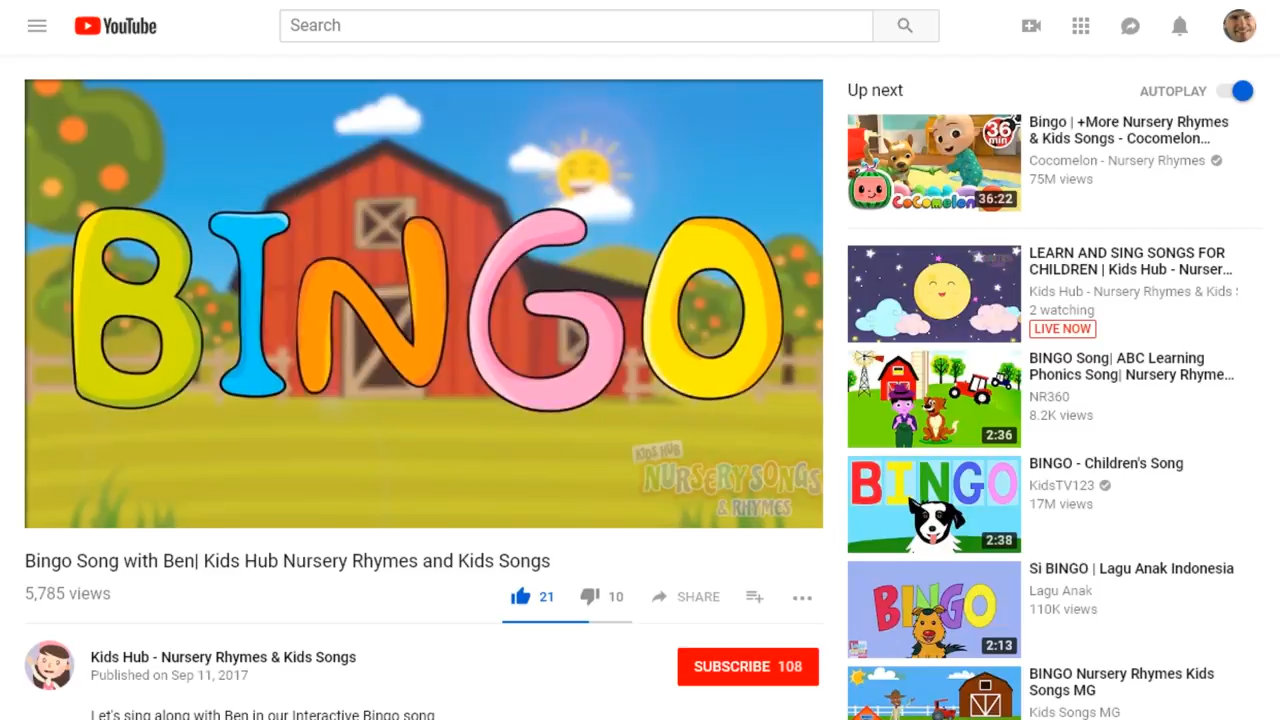 YouTube
Search
BINGO
KIDS HUB
NURSERY SONGS
& RHYMES
Bingo Song with Ben| Kids Hub Nursery Rhymes and Kids Songs
5,785 views
21
10
SHARE
Kids Hub - Nursery Rhymes & Kids Songs
Published on Sep 11, 2017
SUBSCRIBE 108
Let's sing along with Ben in our Interactive Bingo song
Up next
AUTOPLAY
36
min
CoComelon
36:22
Bingo | +More Nursery Rhymes
& Kids Songs - Cocomelon...
Cocomelon - Nursery Rhymes
75M views
LEARN AND SING SONGS FOR
CHILDREN | Kids Hub - Nurser...
Kids Hub - Nursery Rhymes & Kids
2 watching
LIVE NOW
2:36
BINGO Song| ABC Learning
Phonics Song| Nursery Rhyme...
NR360
8.2K views
BINGO
2:38
BINGO - Children's Song
KidsTV123
17M views
BINGO
2:13
Si BINGO | Lagu Anak Indonesia
Lagu Anak
110K views
BINGO Nursery Rhymes Kids
Songs MG
Kids Songs MG